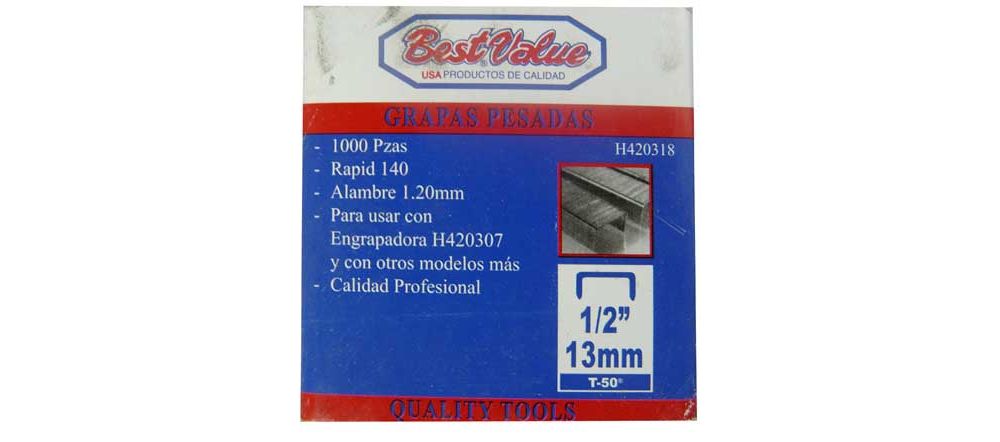 Best Value®
USA PRODUCTOS DE CALIDAD
GRAPAS PESADAS
H420318
- 1000 Pzas
- Rapid 140
- Alambre 1.20mm
- Para usar con
Engrapadora H420307
y con otros modelos más
- Calidad Profesional
1/2”
13mm
T-50®
QUALITY TOOLS